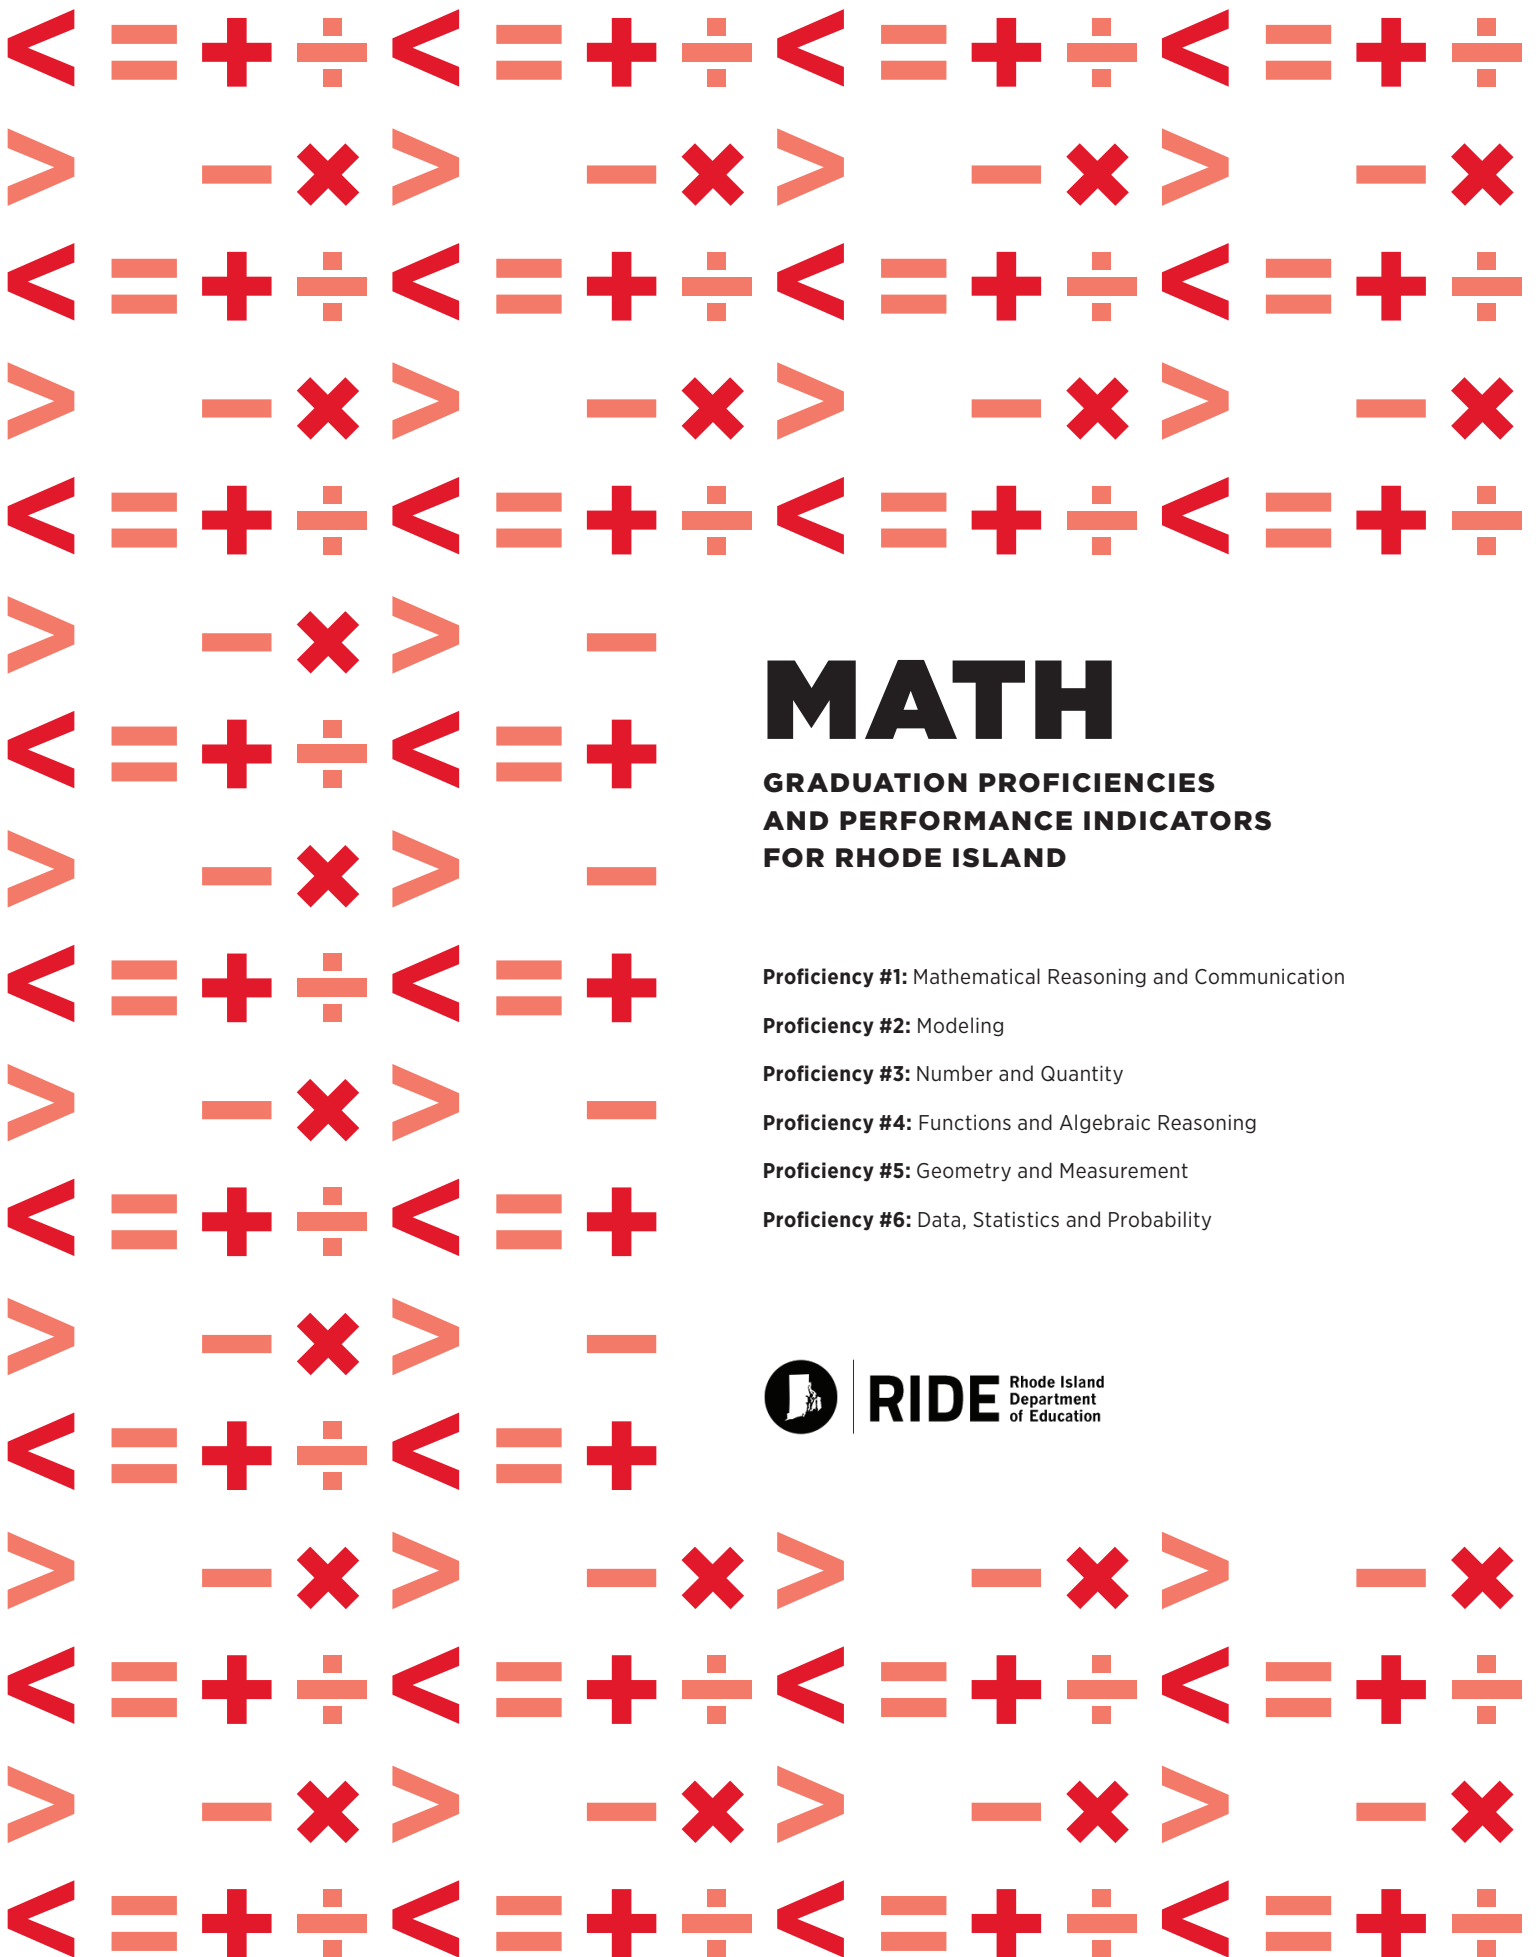 MATH
GRADUATION PROFICIENCIES
AND PERFORMANCE INDICATORS
FOR RHODE ISLAND
Proficiency #1: Mathematical Reasoning and Communication
Proficiency #2: Modeling
Proficiency #3: Number and Quantity
Proficiency #4: Functions and Algebraic Reasoning
Proficiency #5: Geometry and Measurement
Proficiency #6: Data, Statistics and Probability
RIDE
Rhode Island
Department
of Education